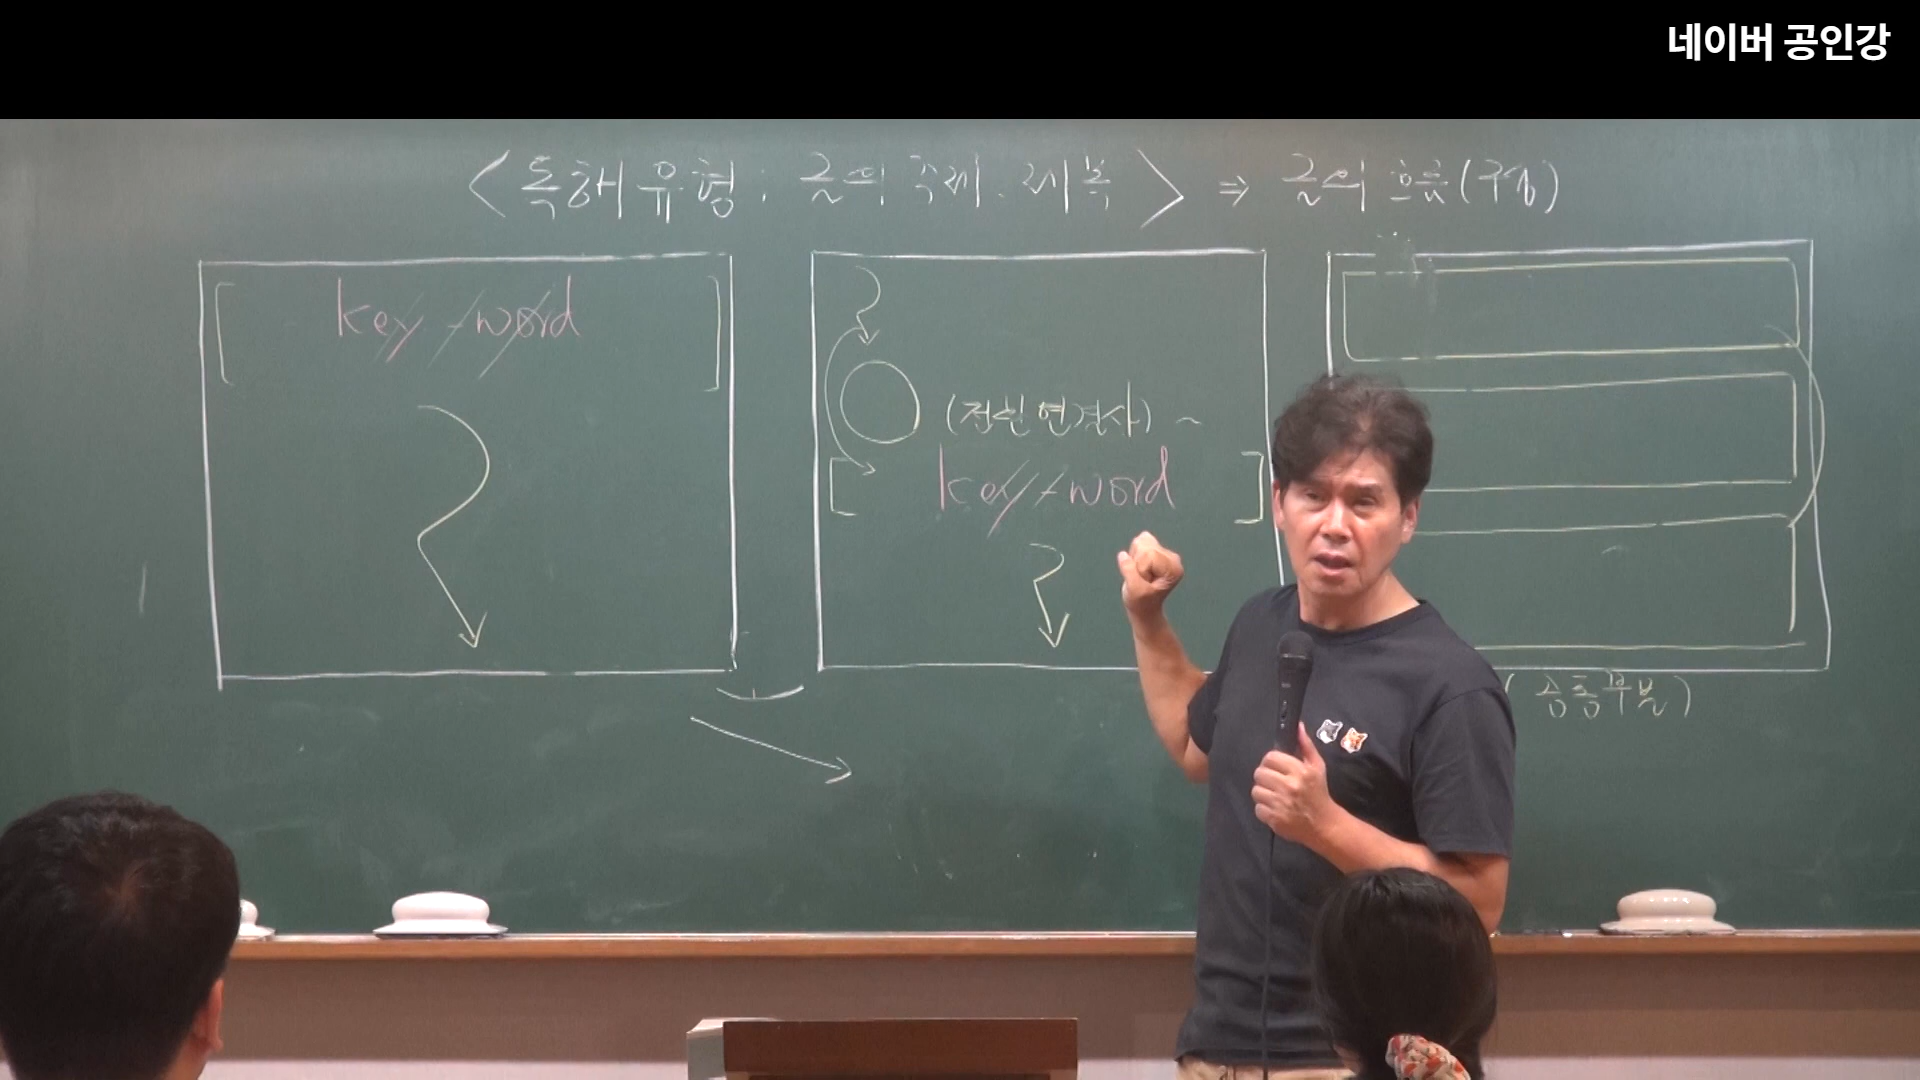 네이버 공인강
<독해 유형 : 글의 주제. 제목> ⇒ 글의 흐름(구성)
key-word
(전환 연결사) ~
key-word
(공통부분)